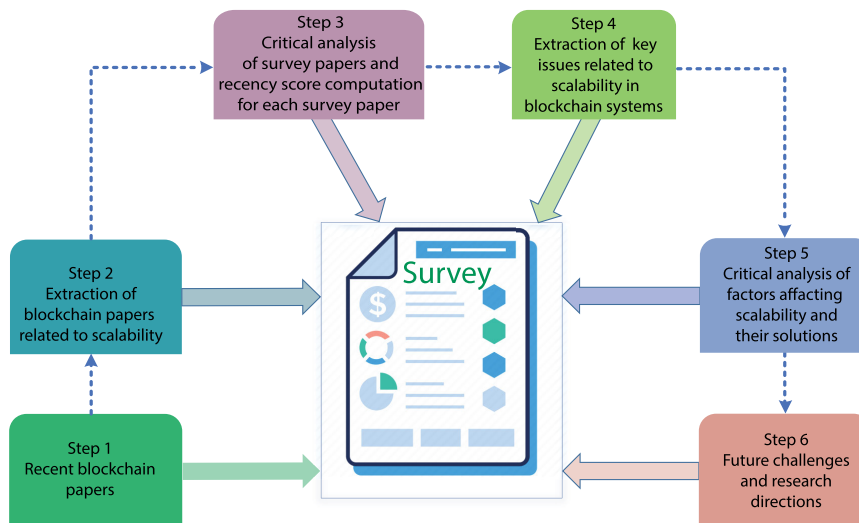 Step 1
Recent blockchain
papers
Step 2
Extraction of
blockchain papers
related to scalability
Step 3
Critical analysis
of survey papers and
recency score computation
for each survey paper
Step 4
Extraction of key
issues related to
scalability in
blockchain systems
Step 5
Critical analysis of
factors affecting
scalability and
their solutions
Step 6
Future challenges
and research
directions
Survey
$